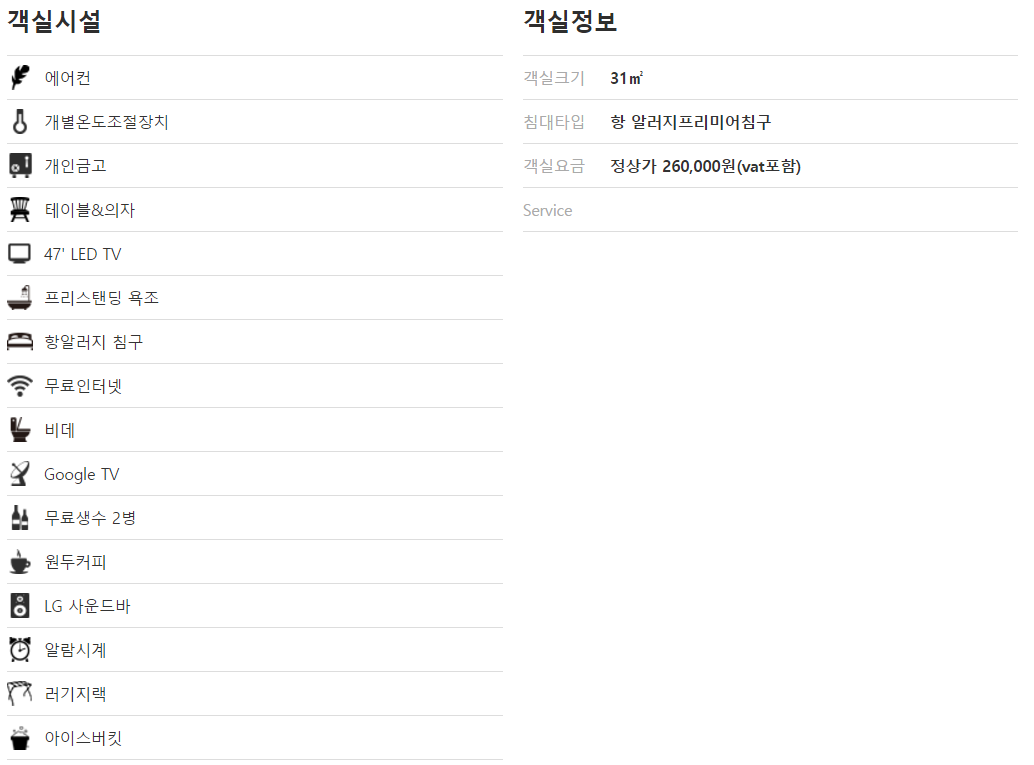 객실시설
에어컨
개별온도조절장치
개인금고
테이블&의자
47' LED TV
프리스탠딩 욕조
항알러지 침구
무료인터넷
비데
Google TV
무료생수 2병
원두커피
LG 사운드바
알람시계
러기지랙
아이스버킷
객실정보
객실크기 31㎡
침대타입 항 알러지프리미어침구
객실요금 정상가 260,000원(vat포함)
Service